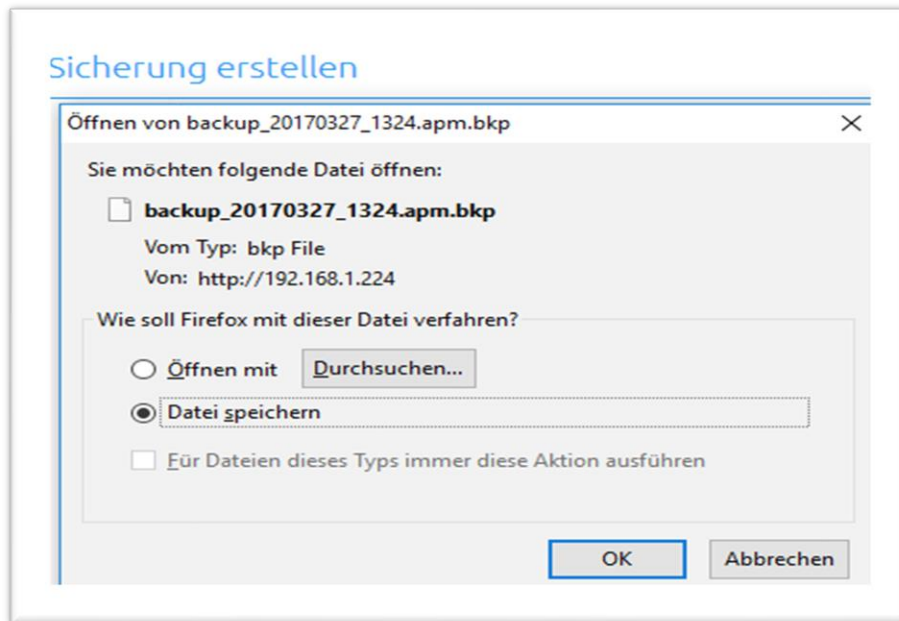 Sicherung erstellen
Öffnen von backup_20170327_1324.apm.bkp
Sie möchten folgende Datei öffnen:
backup_20170327_1324.apm.bkp
Vom Typ: bkp File
Von: http://192.168.1.224
Wie soll Firefox mit dieser Datei verfahren?
Öffnen mit Durchsuchen...
Datei speichern
Für Dateien dieses Typs immer diese Aktion ausführen
OK Abbrechen